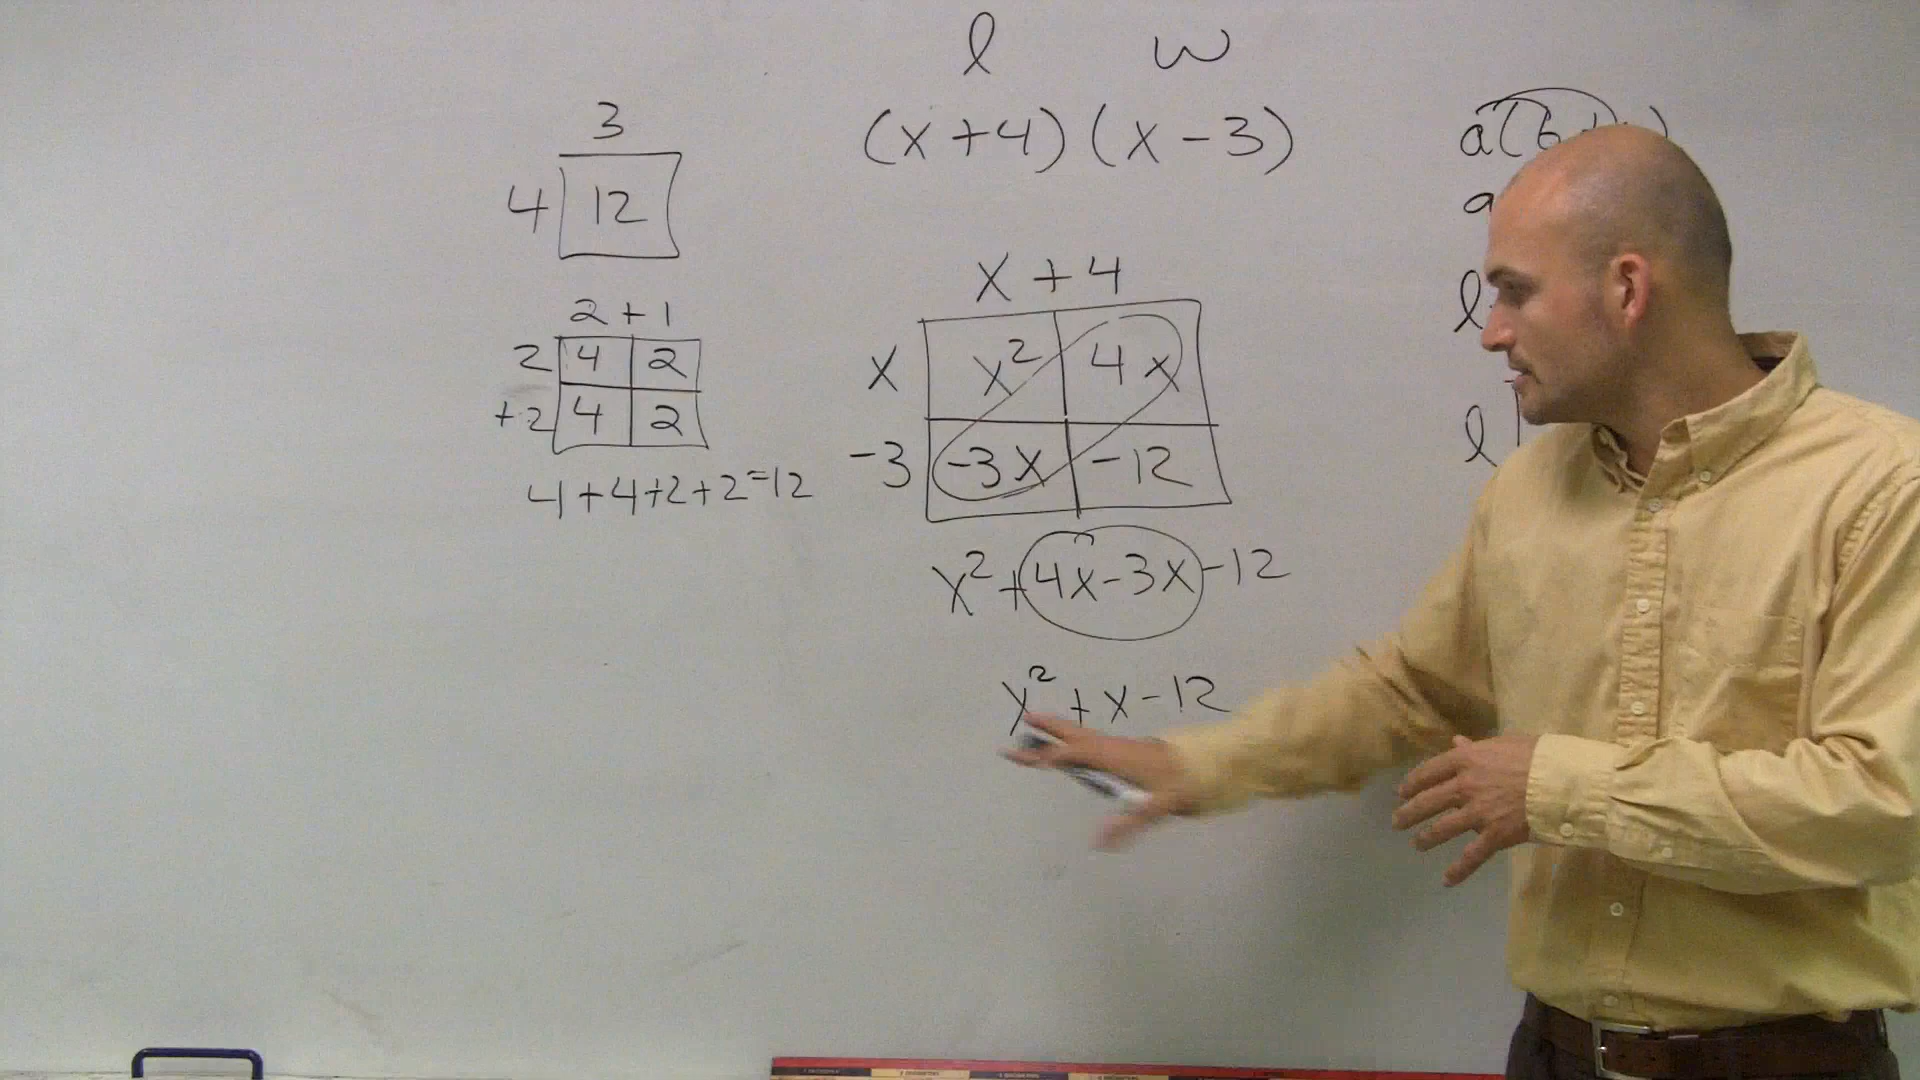 l w
(x+4)(x-3)
3
4 12
2+1
2 4 2
+2 4 2
4+4+2+2=12
x+4
x x² 4x
-3 -3x -12
x²+4x-3x-12
x²+x-12
a(b+
a
l
l